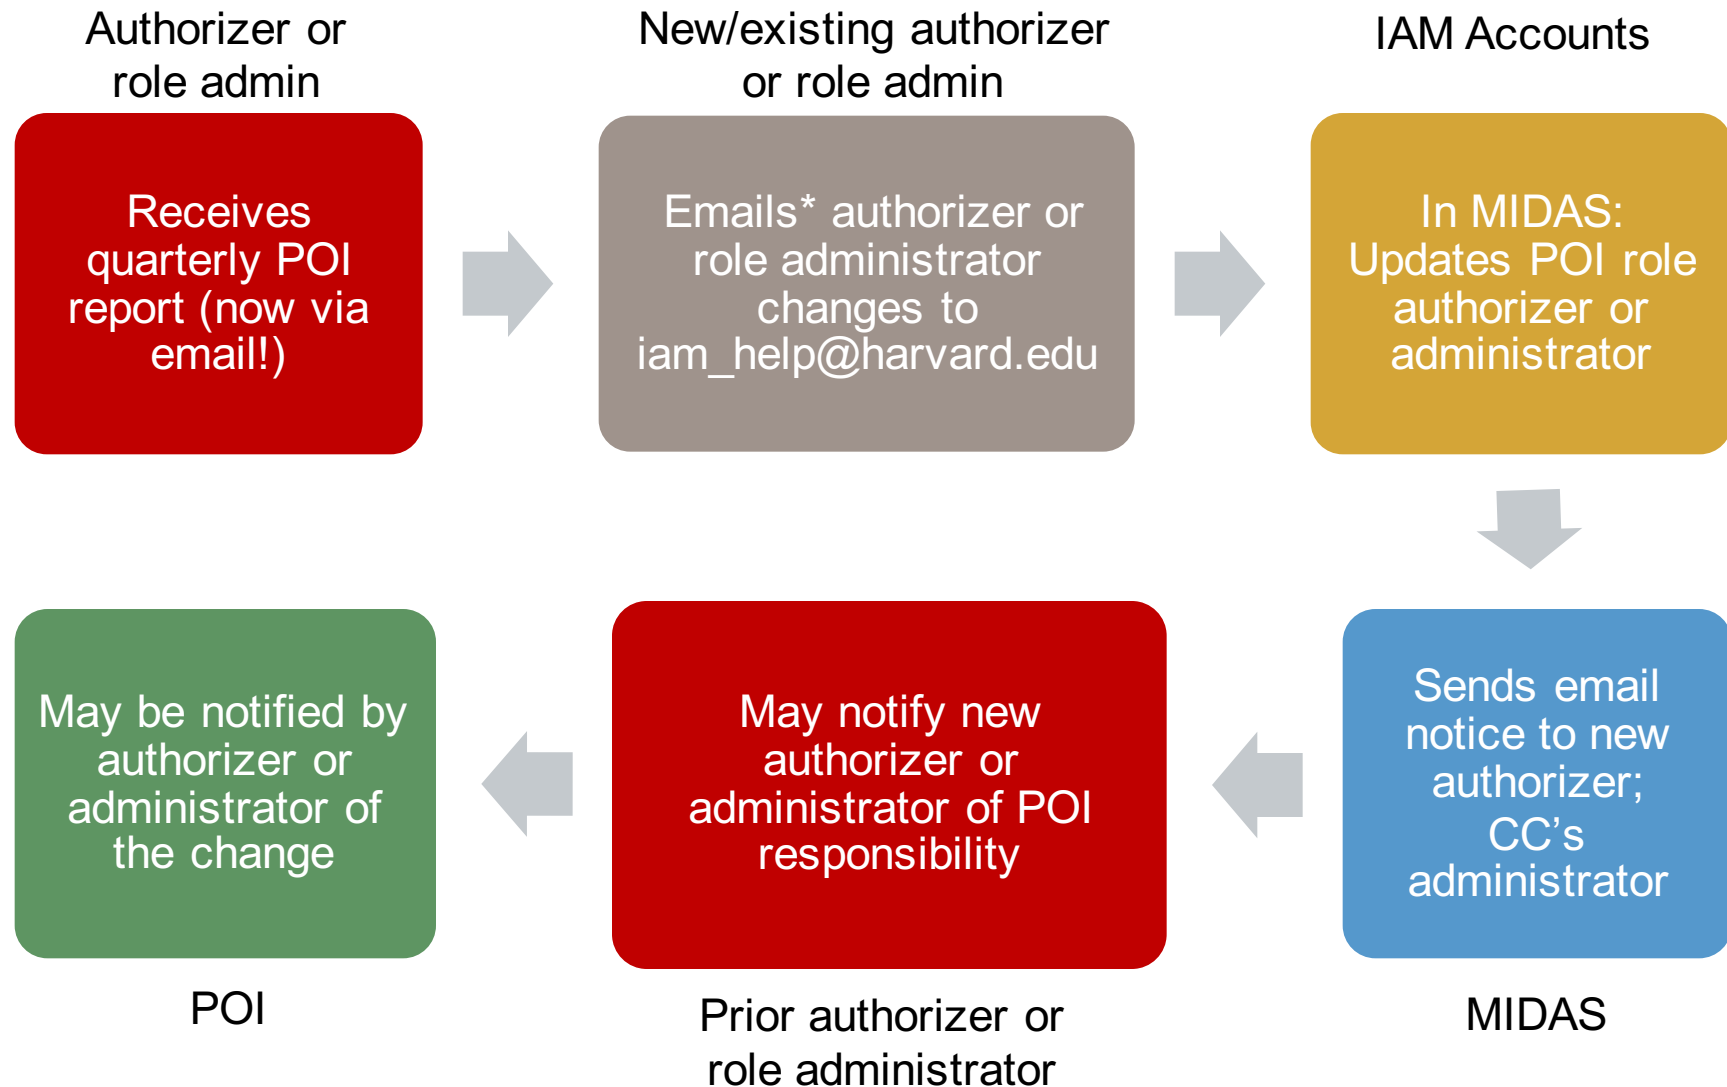 Authorizer or
role admin
New/existing authorizer
or role admin
IAM Accounts
Receives
quarterly POI
report (now via
email!)
Emails* authorizer or
role administrator
changes to
iam_help@harvard.edu
In MIDAS:
Updates POI role
authorizer or
administrator
Sends email
notice to new
authorizer;
CC’s
administrator
MIDAS
May notify new
authorizer or
administrator of POI
responsibility
Prior authorizer or
role administrator
May be notified by
authorizer or
administrator of
the change
POI